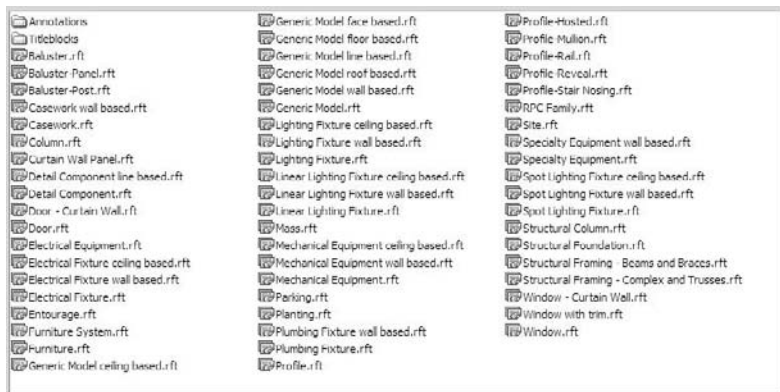 Annotations
Titleblocks
Baluster.rft
Baluster-Panel.rft
Baluster-Post.rft
Casework wall based.rft
Casework.rft
Column.rft
Curtain Wall Panel.rft
Detail Component line based.rft
Detail Component.rft
Door - Curtain Wall.rft
Door.rft
Electrical Equipment.rft
Electrical Fixture ceiling based.rft
Electrical Fixture wall based.rft
Electrical Fixture.rft
Entourage.rft
Furniture System.rft
Furniture.rft
Generic Model ceiling based.rft
Generic Model face based.rft
Generic Model floor based.rft
Generic Model line based.rft
Generic Model roof based.rft
Generic Model wall based.rft
Generic Model.rft
Lighting Fixture ceiling based.rft
Lighting Fixture wall based.rft
Lighting Fixture.rft
Linear Lighting Fixture ceiling based.rft
Linear Lighting Fixture wall based.rft
Linear Lighting Fixture.rft
Mass.rft
Mechanical Equipment ceiling based.rft
Mechanical Equipment wall based.rft
Mechanical Equipment.rft
Parking.rft
Planting.rft
Plumbing Fixture wall based.rft
Plumbing Fixture.rft
Profile.rft
Profile-Hosted.rft
Profile-Mullion.rft
Profile-Rail.rft
Profile-Reveal.rft
Profile-Stair Nosing.rft
RPC Family.rft
Site.rft
Specialty Equipment wall based.rft
Specialty Equipment.rft
Spot Lighting Fixture ceiling based.rft
Spot Lighting Fixture wall based.rft
Spot Lighting Fixture.rft
Structural Column.rft
Structural Foundation.rft
Structural Framing - Beams and Braces.rft
Structural Framing - Complex and Trusses.rft
Window - Curtain Wall.rft
Window with trim.rft
Window.rft